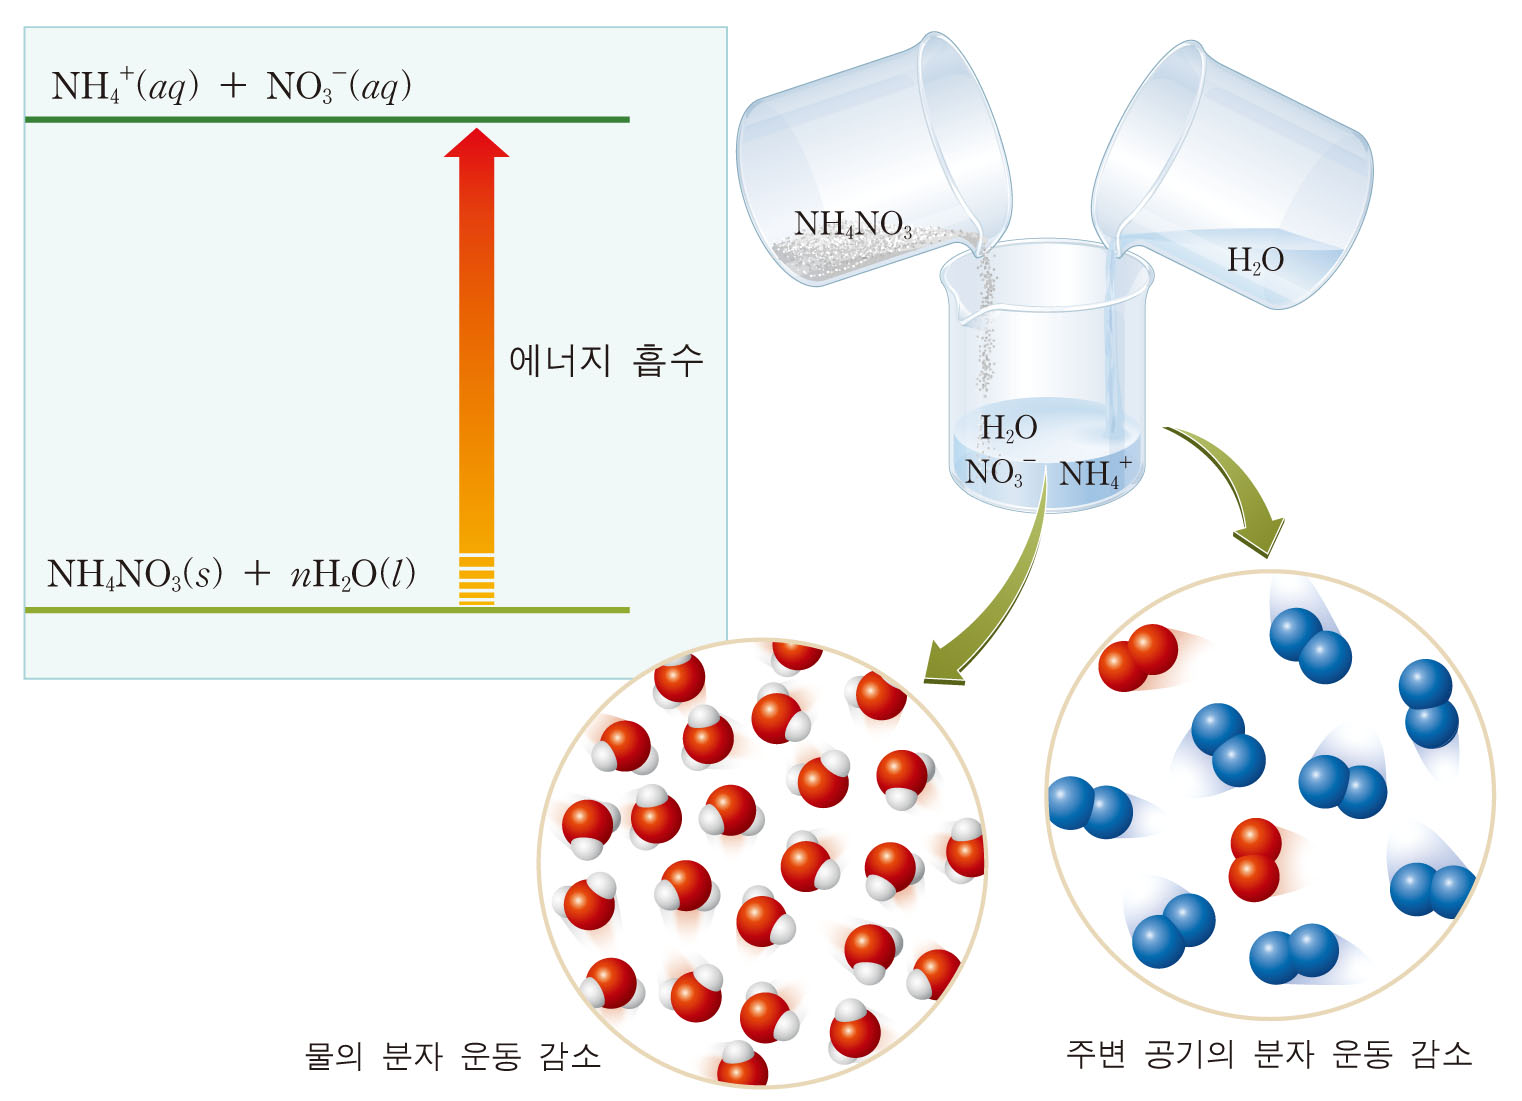 NH₄⁺(aq) + NO₃⁻(aq)
에너지 흡수
NH₄NO₃(s) + nH₂O(l)
NH₄NO₃
H₂O
H₂O
NO₃⁻ NH₄⁺
물의 분자 운동 감소
주변 공기의 분자 운동 감소